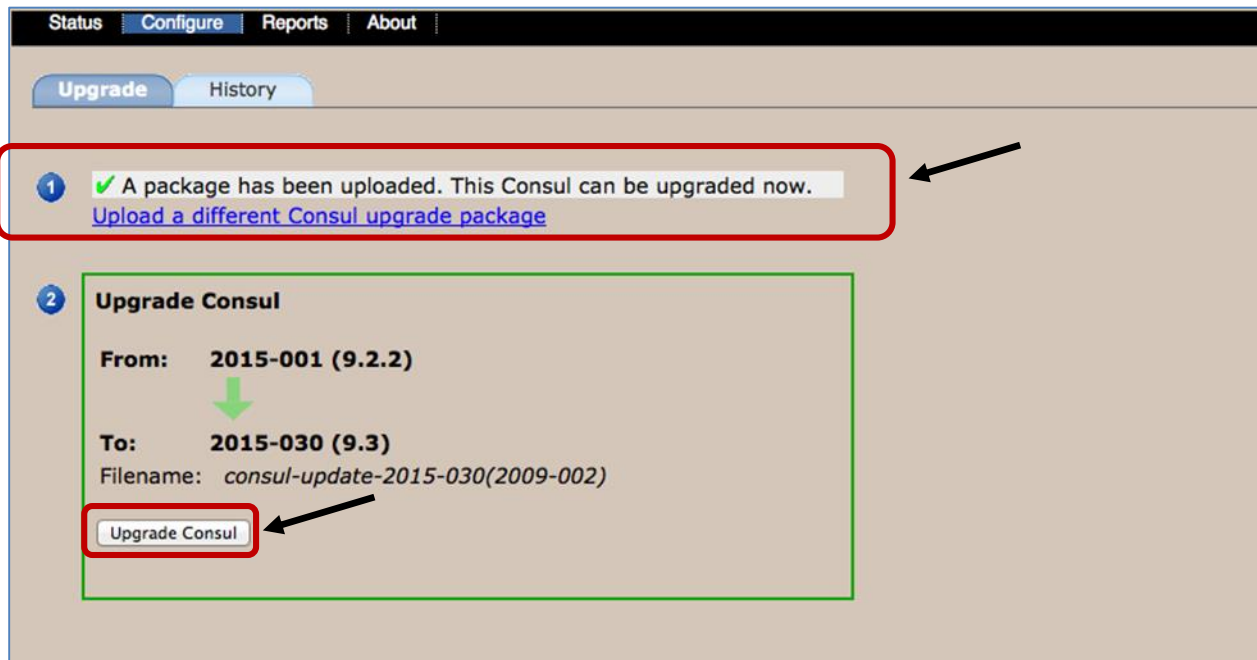 Status Configure Reports About
Upgrade History
1 ✓ A package has been uploaded. This Consul can be upgraded now.
Upload a different Consul upgrade package
2 Upgrade Consul
From: 2015-001 (9.2.2)
To: 2015-030 (9.3)
Filename: consul-update-2015-030(2009-002)
Upgrade Consul